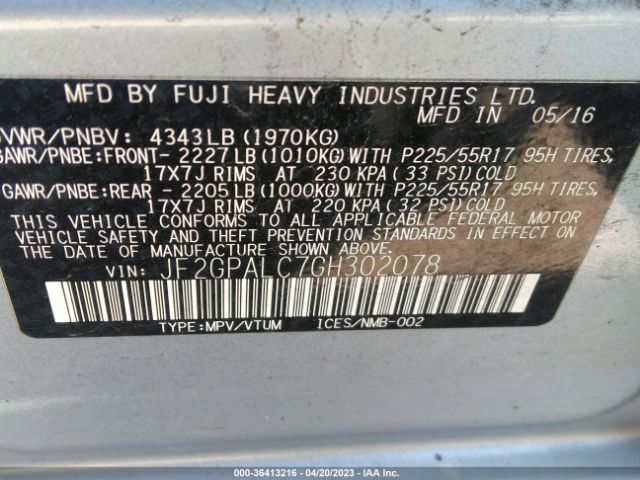 MFD BY FUJI HEAVY INDUSTRIES LTD.
MFD IN 05/16
GVWR/PNBV: 4343LB (1970KG)
GAWR/PNBE:FRONT- 2227LB (1010KG) WITH P225/55R17 95H TIRES,
17X7J RIMS AT 230 KPA (33 PSI) COLD
GAWR/PNBE:REAR - 2205LB (1000KG) WITH P225/55R17 95H TIRES,
17X7J RIMS AT 220 KPA (32 PSI) COLD
THIS VEHICLE CONFORMS TO ALL APPLICABLE FEDERAL MOTOR
VEHICLE SAFETY AND THEFT PREVENTION STANDARDS IN EFFECT ON
THE DATE OF MANUFACTURE SHOWN ABOVE.
VIN: JF2GPALC7GH302078
TYPE:MPV/VTUM ICES/NMB-002
000-36413216 - 04/20/2023 - IAA Inc.